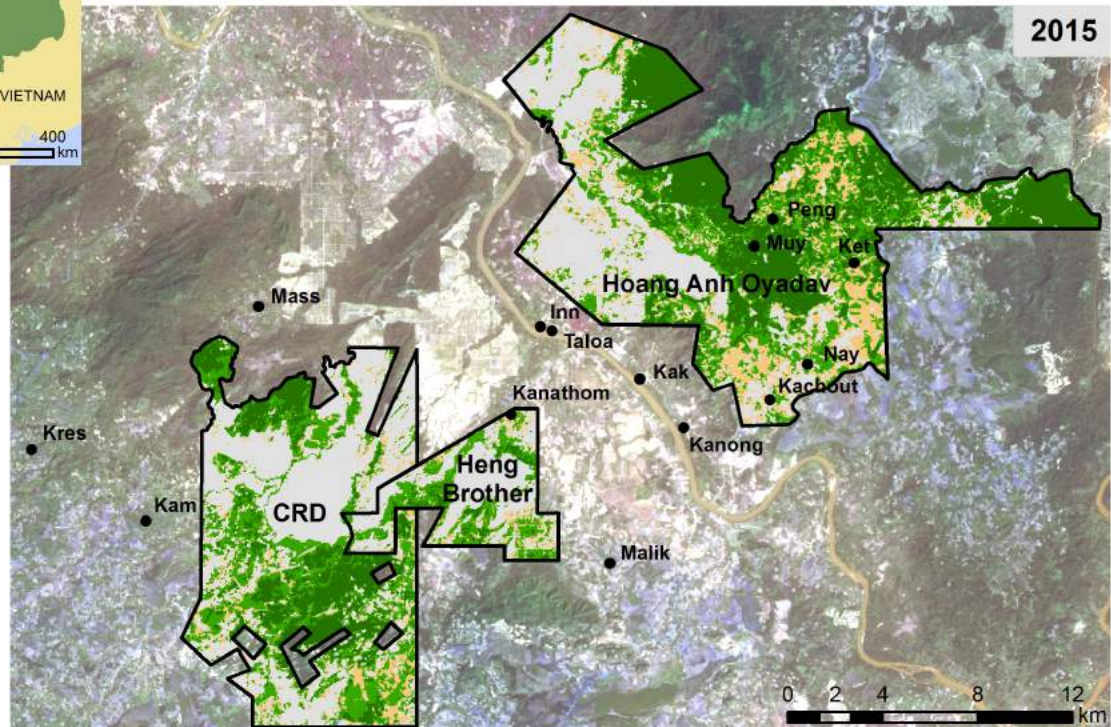 2015
VIETNAM
400
km
Peng
Muy
Ket
Hoang Anh Oyadav
Mass
Inn
Taloa
Nay
Kak
Kachout
Kanathom
Kres
Kanong
Heng
Brother
CRD
Kam
Malik
0 2 4 8 12
km